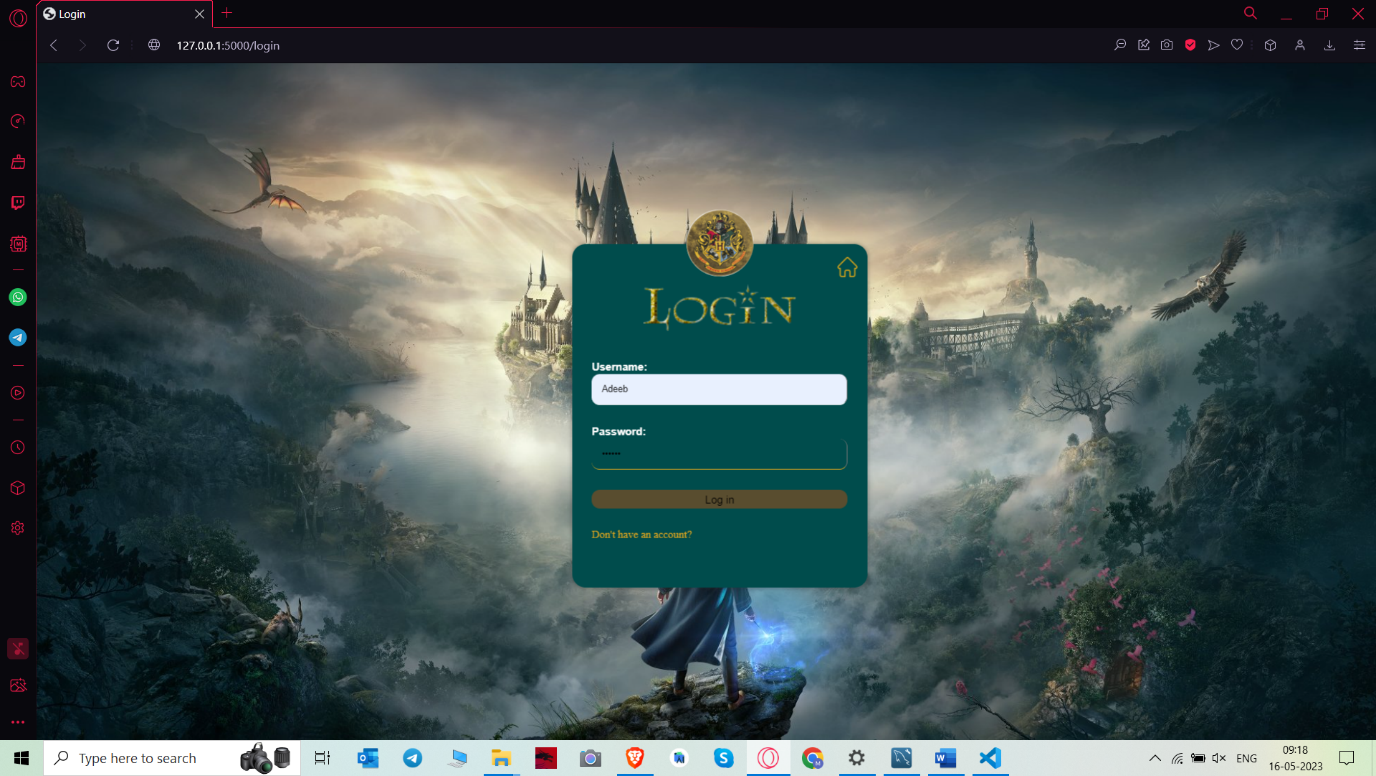 Login
127.0.0.1:5000/login
LOGIN
Username:
Adeeb
Password:
••••••
Log in
Don't have an account?
Type here to search
ENG
09:18
16-05-2023